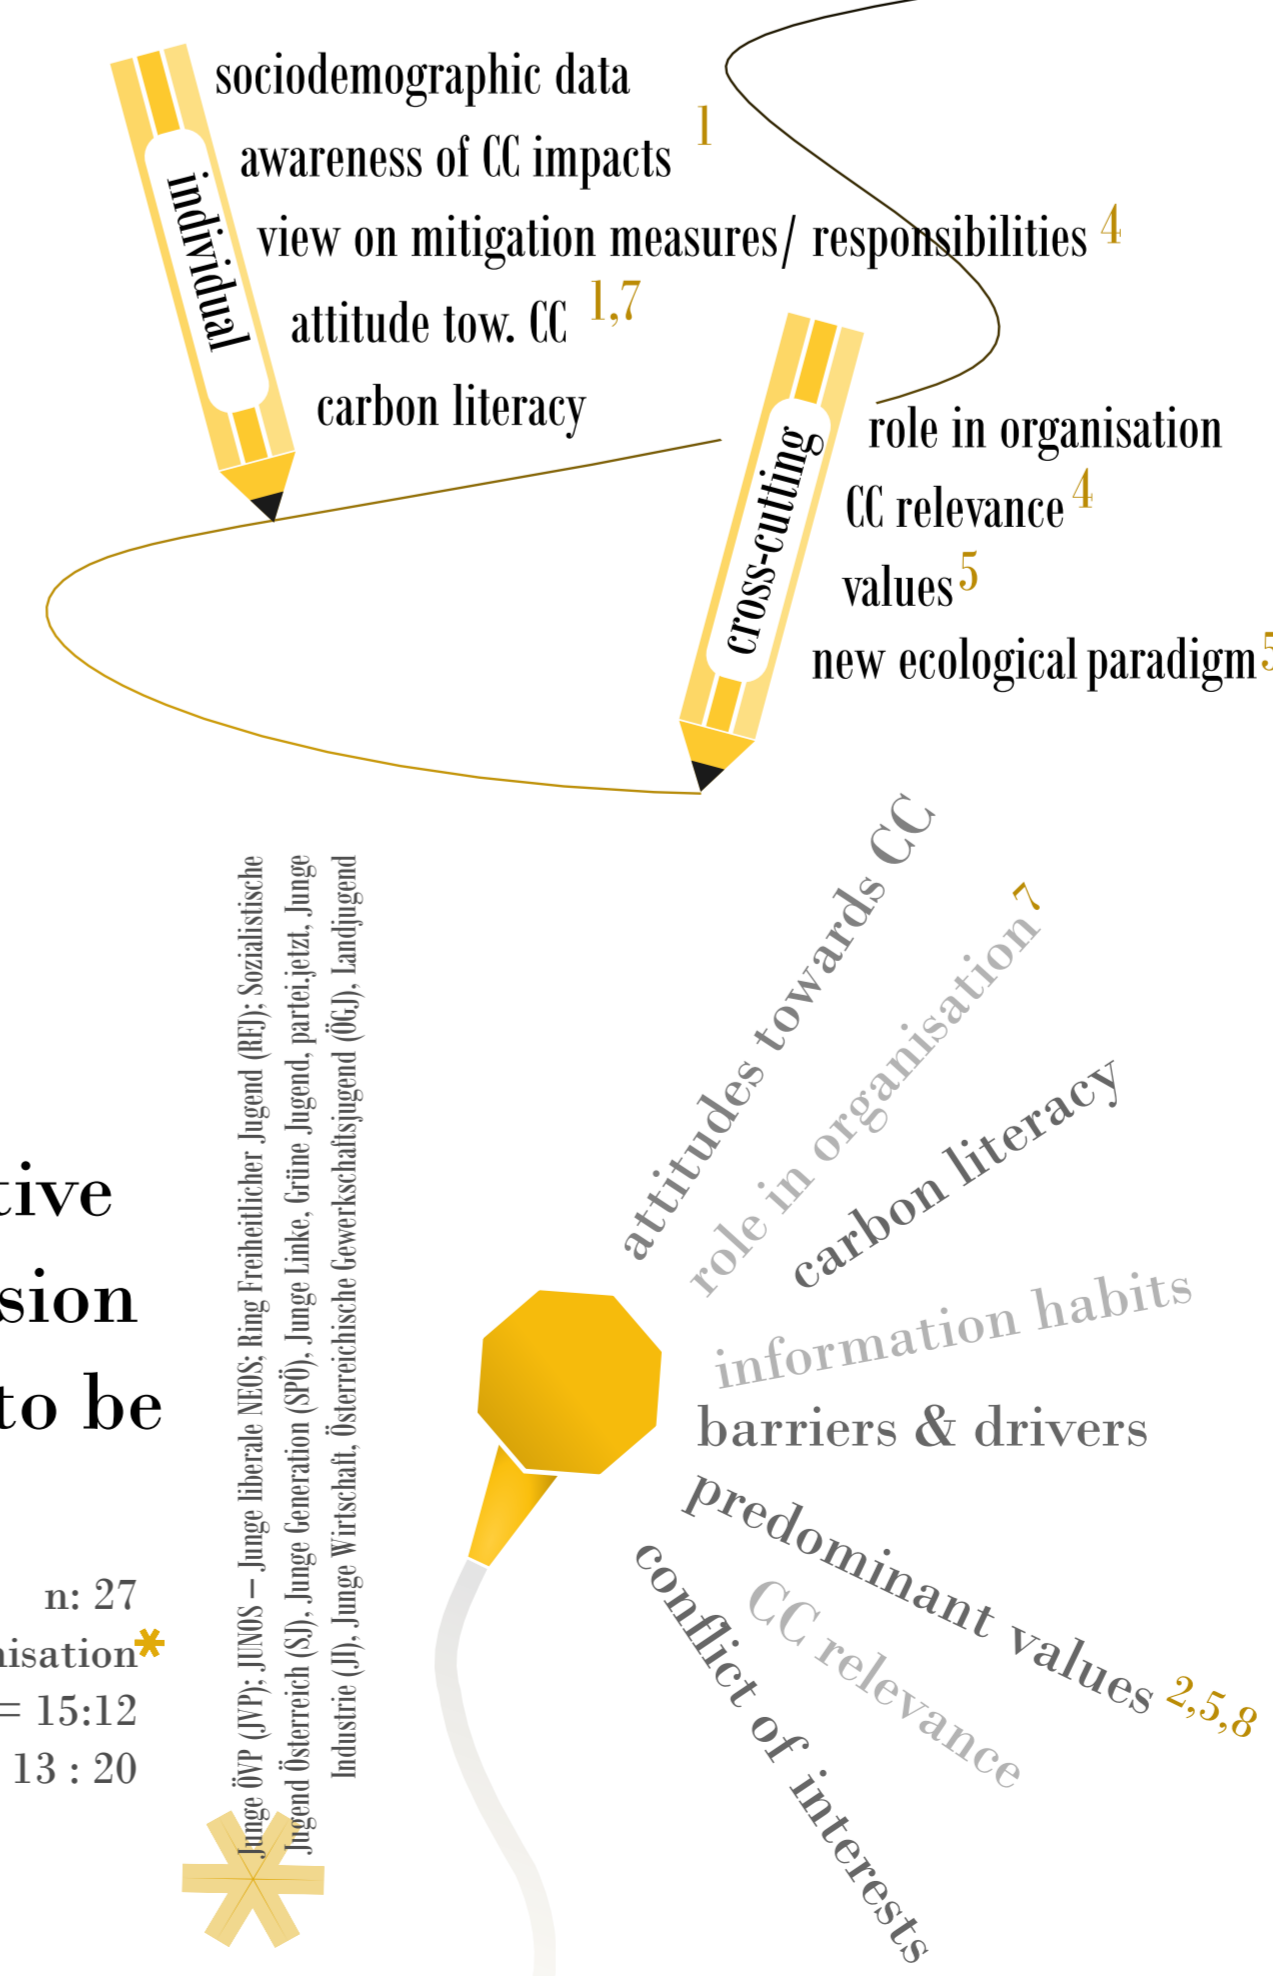 individual
sociodemographic data
awareness of CC impacts 1
view on mitigation measures/ responsibilities 4
attitude tow. CC 1,7
carbon literacy
cross-cutting
role in organisation
CC relevance 4
values 5
new ecological paradigm 5
tive
sion
to be
n: 27
nisation*
= 15:12
13 : 20
Junge ÖVP (JVP); JUNOS – Junge liberale NEOS; Ring Freiheitlicher Jugend (RFJ); Sozialistische
Jugend Österreich (SJ), Junge Generation (SPÖ), Junge Linke, Grüne Jugend, partei.jetzt, Junge
Industrie (JI), Junge Wirtschaft, Österreichische Gewerkschaftsjugend (ÖGJ), Landjugend
attitudes towards CC
role in organisation 7
carbon literacy
information habits
barriers & drivers
predominant values 2,5,8
CC relevance
conflict of interests